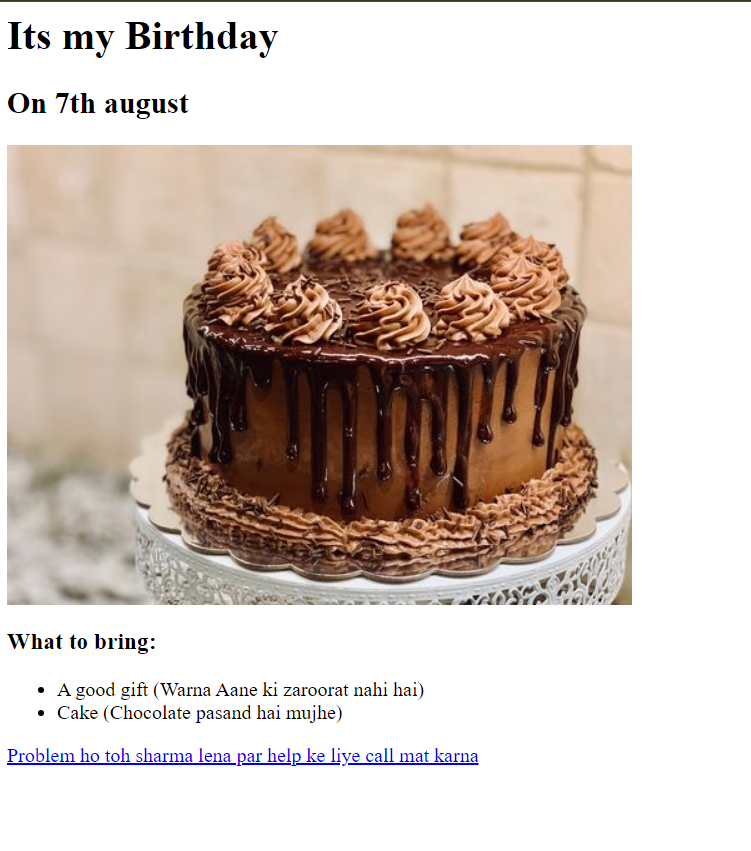 Its my Birthday
On 7th august
What to bring:
A good gift (Warna Aane ki zaroorat nahi hai)
Cake (Chocolate pasand hai mujhe)
Problem ho toh sharma lena par help ke liye call mat karna